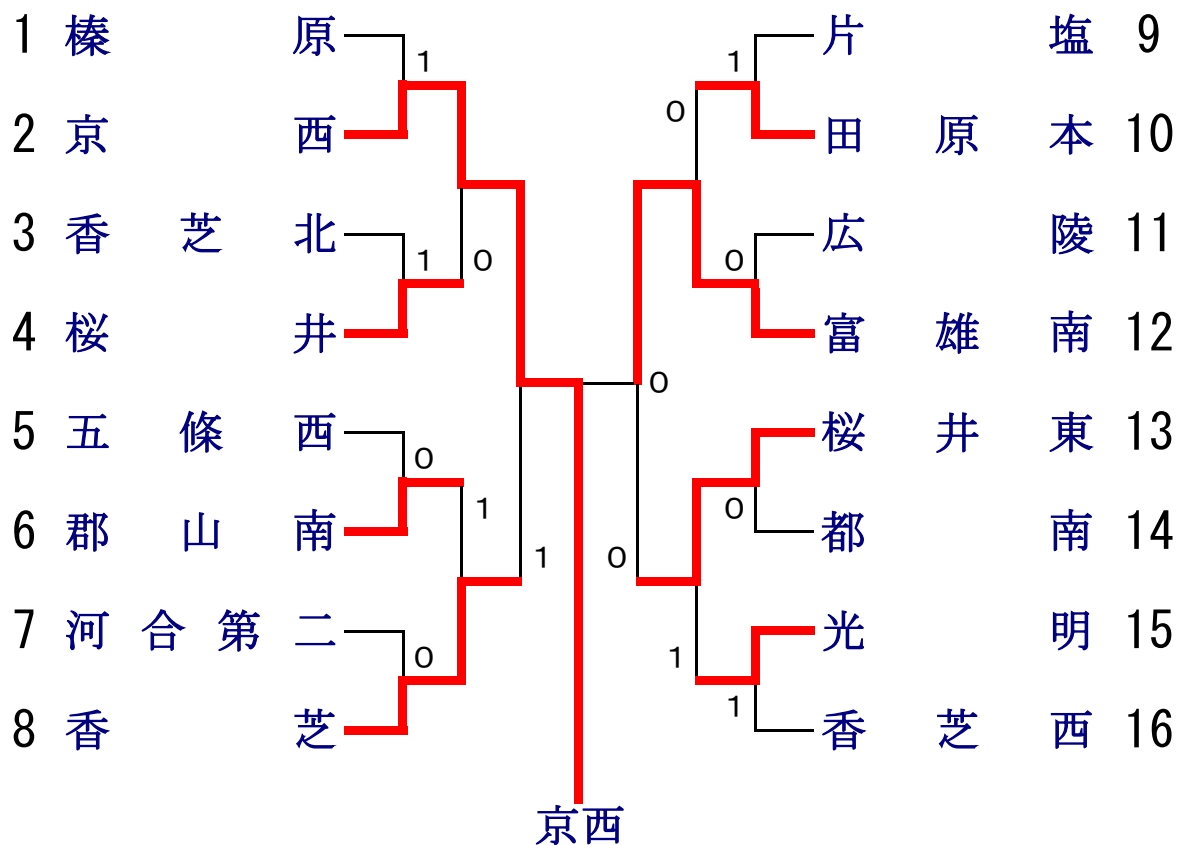 1 榛原 片塩 9
1 1
0
2 京西 田原本 10
3 香芝北 広陵 11
1 0 0
4 桜井 富雄南 12
0
5 五條西 桜井東 13
0
1 0
6 郡山南 都南 14
1 0
7 河合第二 光明 15
0 1
1
8 香芝 香芝西 16
京西